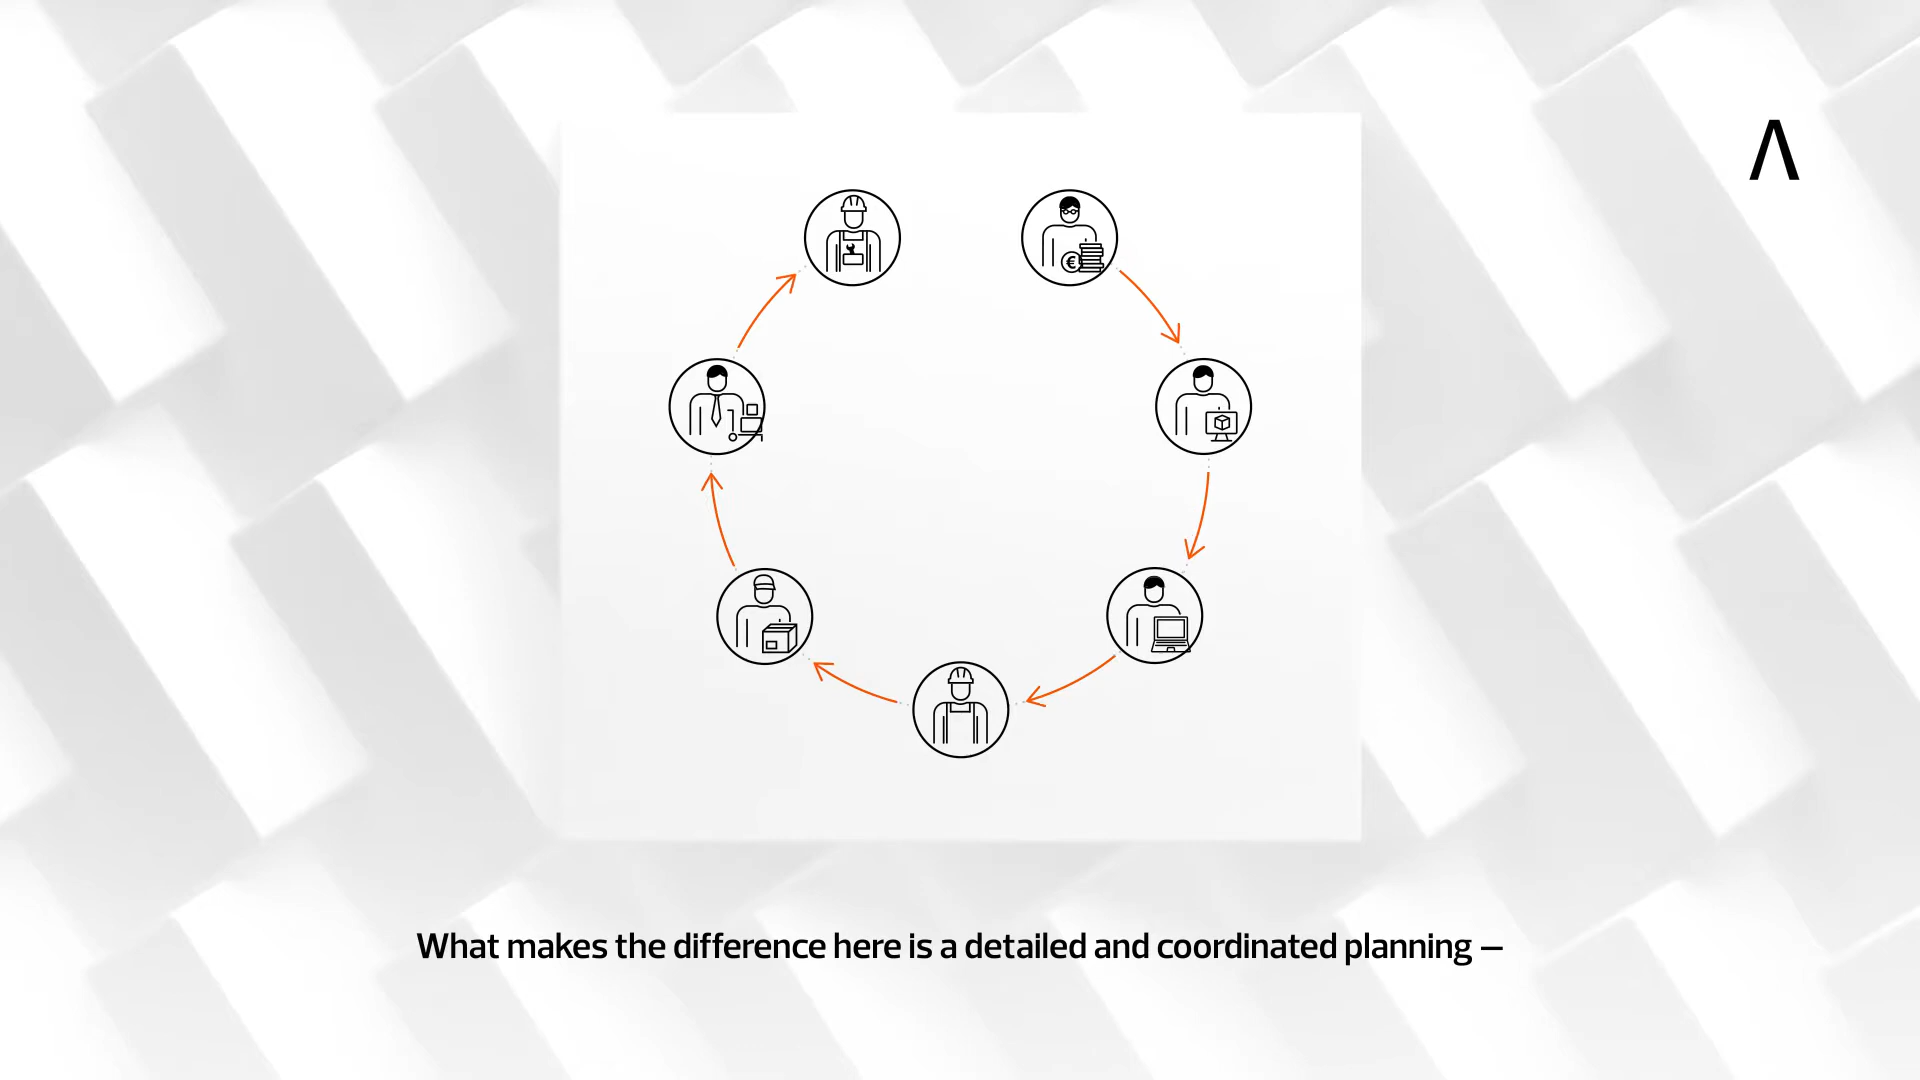 €
What makes the difference here is a detailed and coordinated planning –